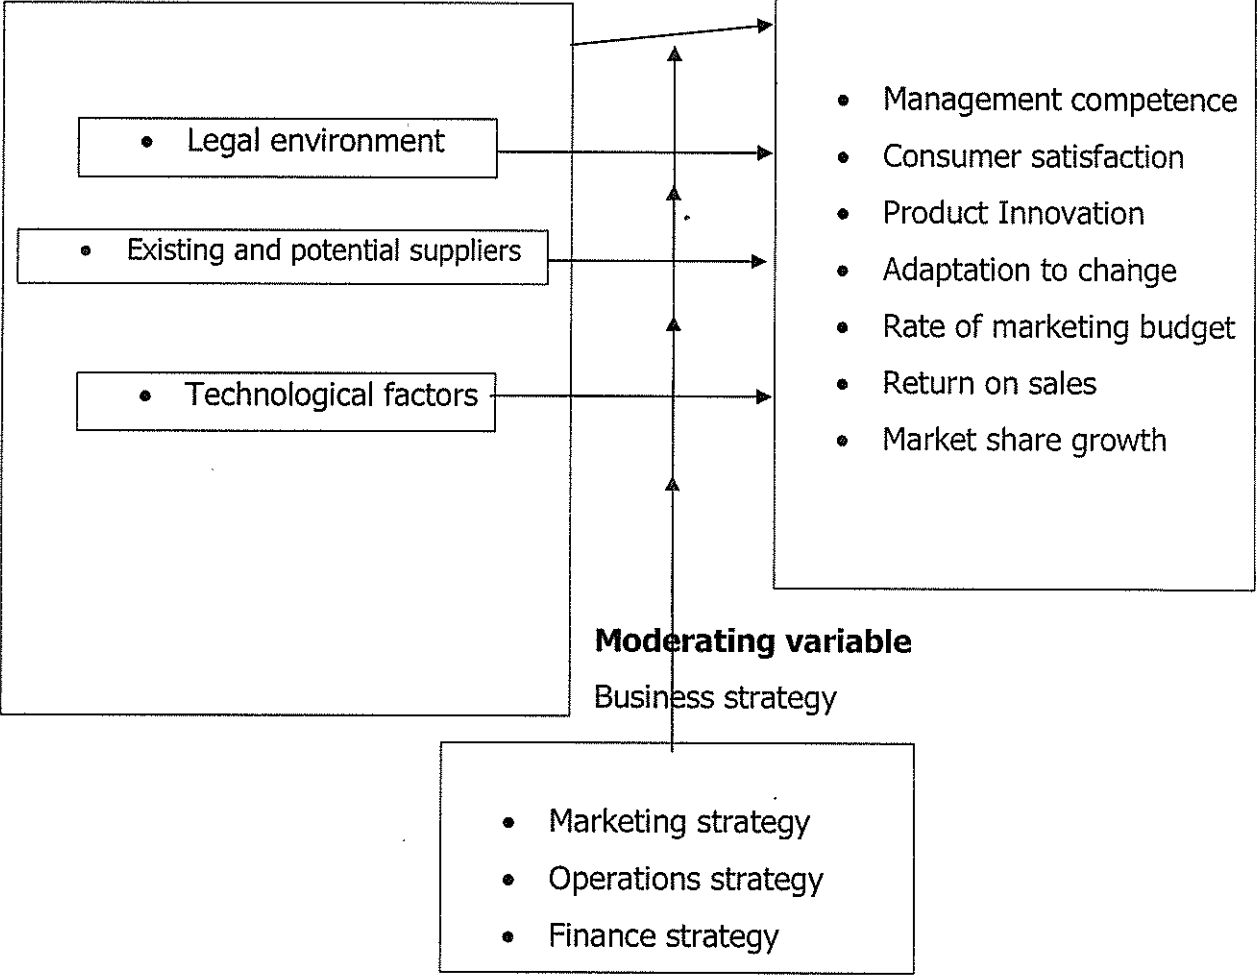 • Legal environment
• Existing and potential suppliers
• Technological factors
• Management competence
• Consumer satisfaction
• Product Innovation
• Adaptation to change
• Rate of marketing budget
• Return on sales
• Market share growth
Moderating variable
Business strategy
• Marketing strategy
• Operations strategy
• Finance strategy